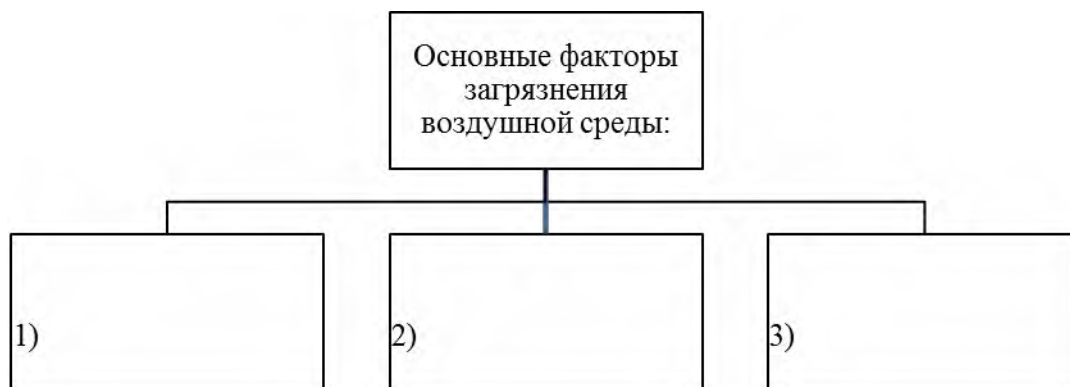 Основные факторы
загрязнения
воздушной среды:
1)
2)
3)